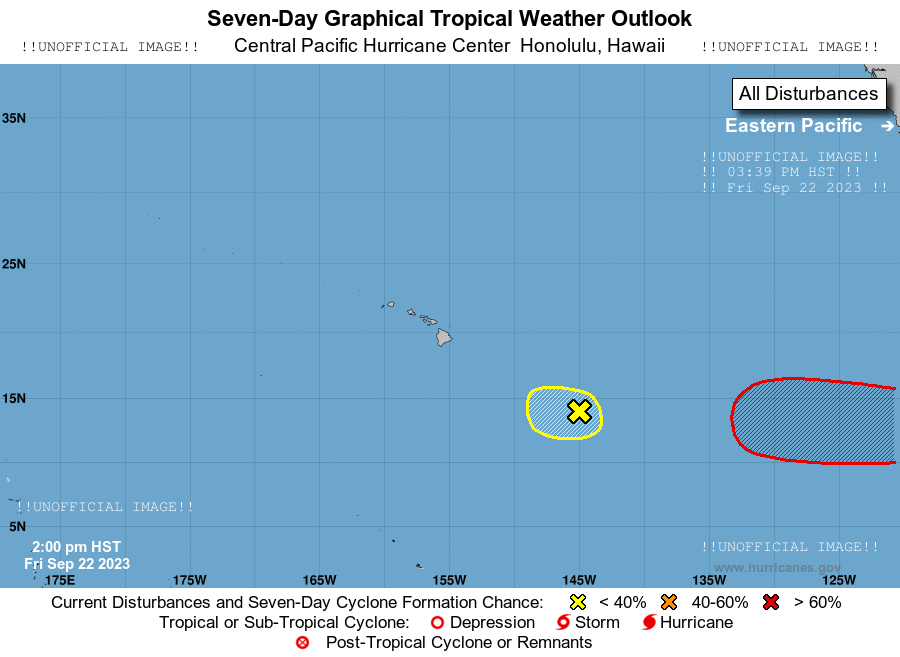 Seven-Day Graphical Tropical Weather Outlook
!!UNOFFICIAL IMAGE!! Central Pacific Hurricane Center Honolulu, Hawaii !!UNOFFICIAL IMAGE!!
All Disturbances
35N
Eastern Pacific →
!!UNOFFICIAL IMAGE!!
!! 03:39 PM HST !!
!! Fri Sep 22 2023 !!
25N
15N
!!UNOFFICIAL IMAGE!!
5N
2:00 pm HST
Fri Sep 22 2023
!!UNOFFICIAL IMAGE!!
www.hurricanes.gov
175E 175W 165W 155W 145W 135W 125W
Current Disturbances and Seven-Day Cyclone Formation Chance: < 40% 40-60% > 60%
Tropical or Sub-Tropical Cyclone: Depression Storm Hurricane
Post-Tropical Cyclone or Remnants